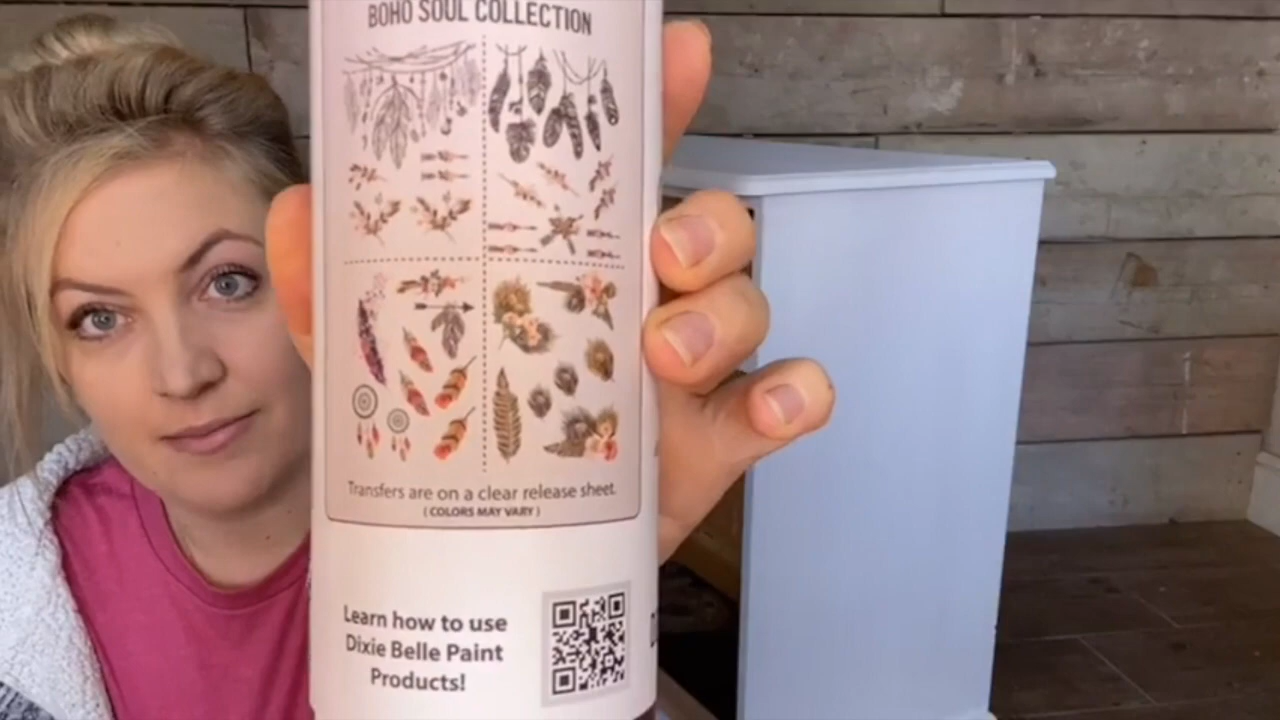 BOHO SOUL COLLECTION
Transfers are on a clear release sheet.
( COLORS MAY VARY )
Learn how to use
Dixie Belle Paint
Products!